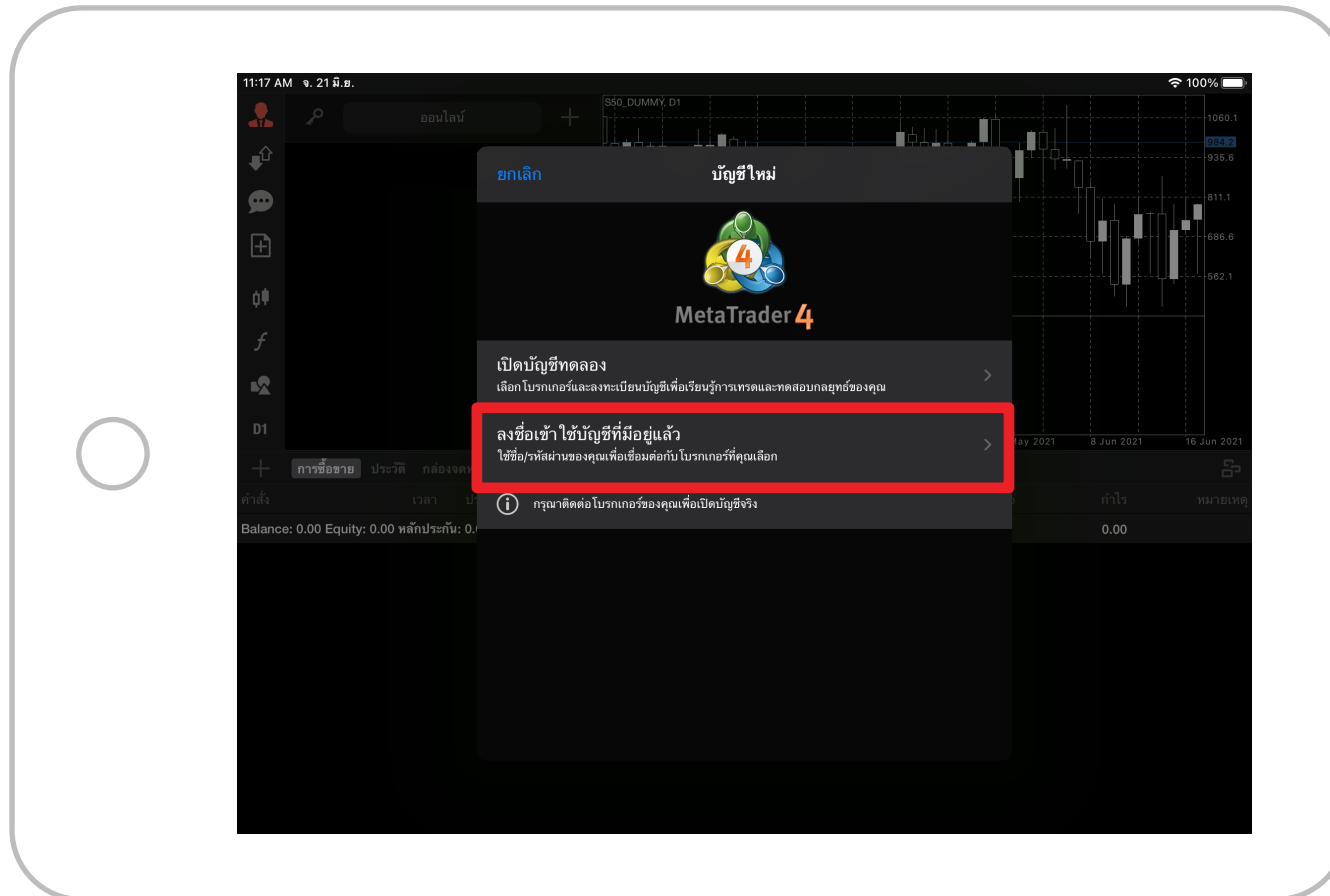 11:17 AM จ. 21 มิ.ย. 100%
ออนไลน์
S50_DUMMY, D1
1060.1
984.2
935.6
811.1
686.6
562.1
ยกเลิก บัญชีใหม่
4
MetaTrader 4
เปิดบัญชีทดลอง
เลือกโบรกเกอร์และลงทะเบียนบัญชีเพื่อเรียนรู้การเทรดและทดสอบกลยุทธ์ของคุณ
ลงชื่อเข้าใช้บัญชีที่มีอยู่แล้ว
ใช้ชื่อ/รหัสผ่านของคุณเพื่อเชื่อมต่อกับโบรกเกอร์ที่คุณเลือก
กรุณาติดต่อโบรกเกอร์ของคุณเพื่อเปิดบัญชีจริง
D1
May 2021 8 Jun 2021 16 Jun 2021
การซื้อขาย ประวัติ
คำสั่ง เวลา กำไร หมายเหตุ
Balance: 0.00 Equity: 0.00 หลักประกัน: 0.00